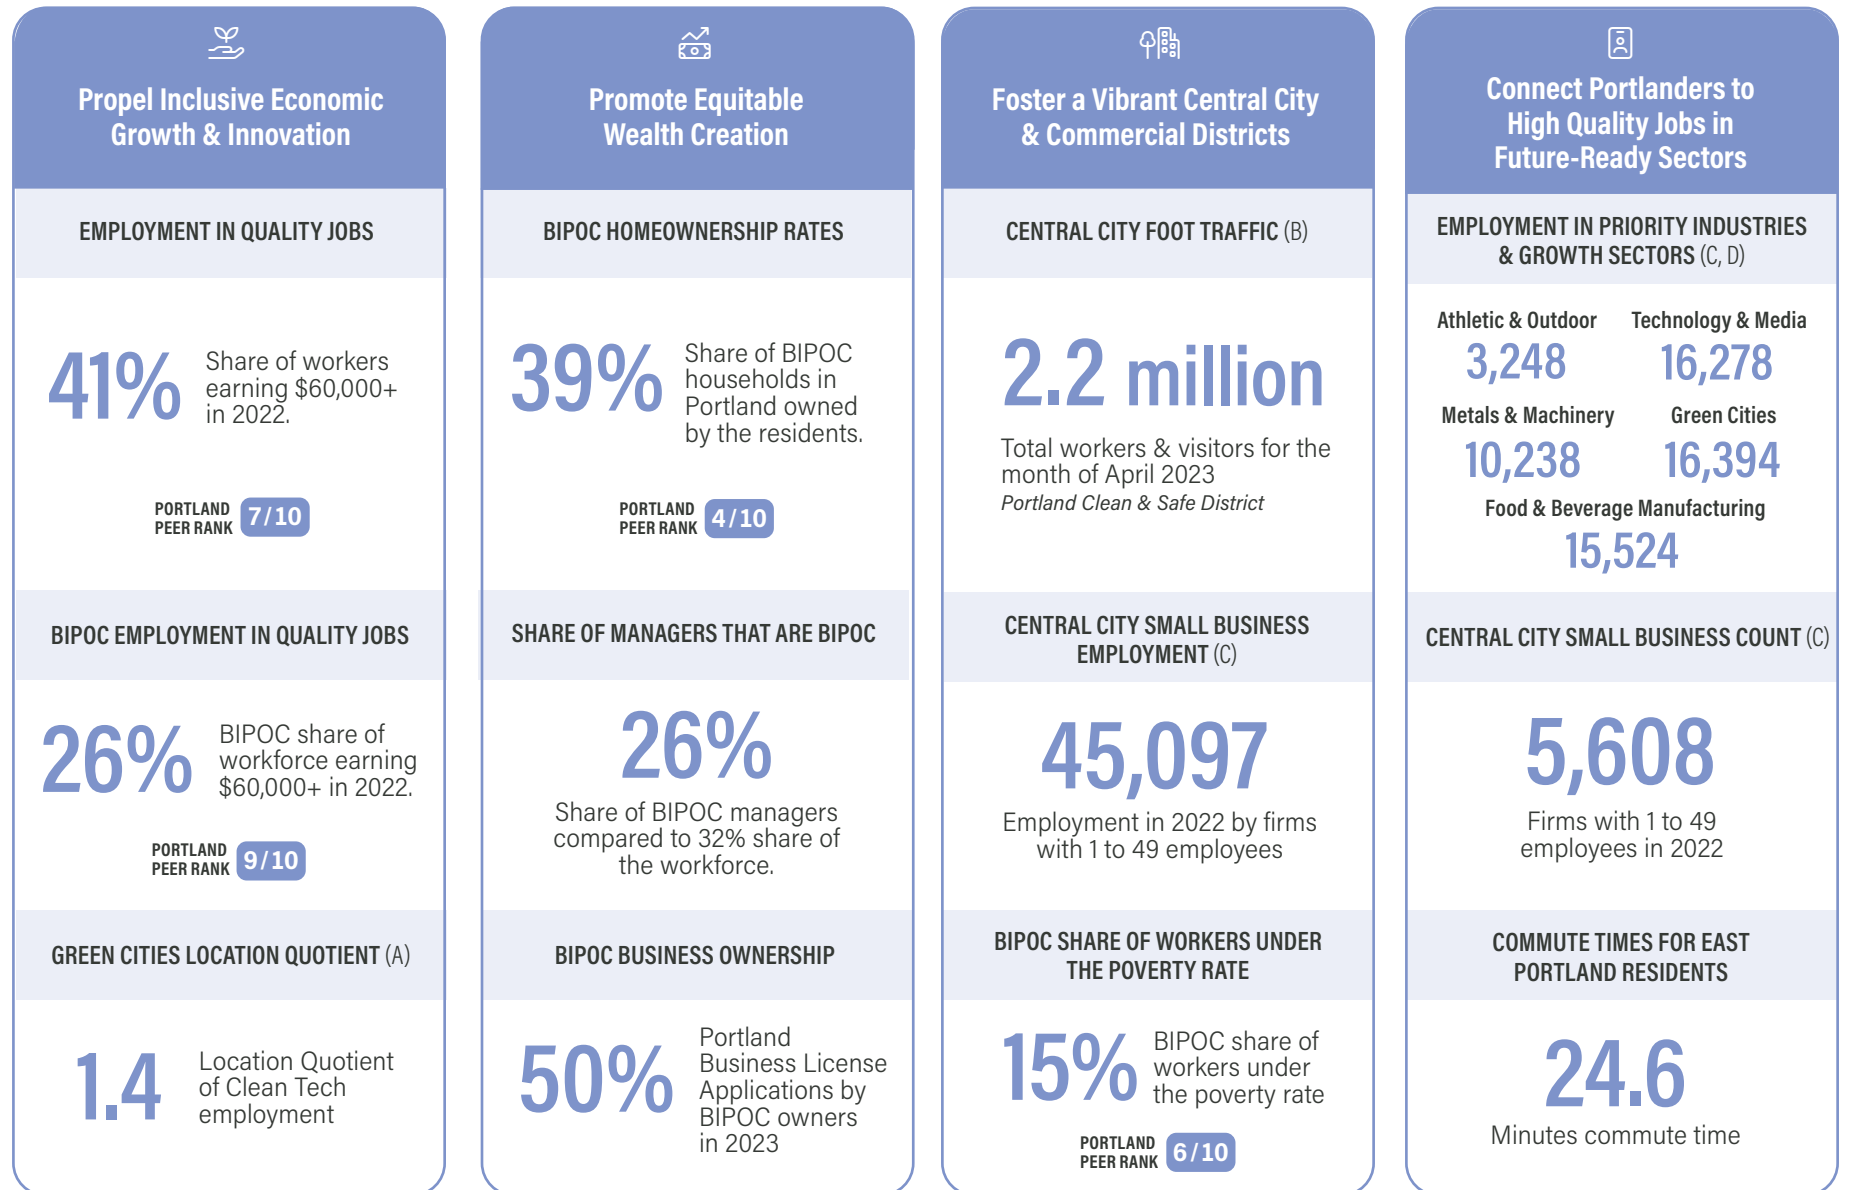 Propel Inclusive Economic
Growth & Innovation
EMPLOYMENT IN QUALITY JOBS
41%
Share of workers
earning $60,000+
in 2022.
PORTLAND
PEER RANK
7/10
BIPOC EMPLOYMENT IN QUALITY JOBS
26%
BIPOC share of
workforce earning
$60,000+ in 2022.
PORTLAND
PEER RANK
9/10
GREEN CITIES LOCATION QUOTIENT (A)
1.4
Location Quotient
of Clean Tech
employment
Promote Equitable
Wealth Creation
BIPOC HOMEOWNERSHIP RATES
39%
Share of BIPOC
households in
Portland owned
by the residents.
PORTLAND
PEER RANK
4/10
SHARE OF MANAGERS THAT ARE BIPOC
26%
Share of BIPOC managers
compared to 32% share of
the workforce.
BIPOC BUSINESS OWNERSHIP
50%
Portland
Business License
Applications by
BIPOC owners
in 2023
Foster a Vibrant Central City
& Commercial Districts
CENTRAL CITY FOOT TRAFFIC (B)
2.2 million
Total workers & visitors for the
month of April 2023
Portland Clean & Safe District
CENTRAL CITY SMALL BUSINESS
EMPLOYMENT (C)
45,097
Employment in 2022 by firms
with 1 to 49 employees
BIPOC SHARE OF WORKERS UNDER
THE POVERTY RATE
15%
BIPOC share of
workers under
the poverty rate
PORTLAND
PEER RANK
6/10
Connect Portlanders to
High Quality Jobs in
Future-Ready Sectors
EMPLOYMENT IN PRIORITY INDUSTRIES
& GROWTH SECTORS (C, D)
Athletic & Outdoor
3,248
Technology & Media
16,278
Metals & Machinery
10,238
Green Cities
16,394
Food & Beverage Manufacturing
15,524
CENTRAL CITY SMALL BUSINESS COUNT (C)
5,608
Firms with 1 to 49
employees in 2022
COMMUTE TIMES FOR EAST
PORTLAND RESIDENTS
24.6
Minutes commute time